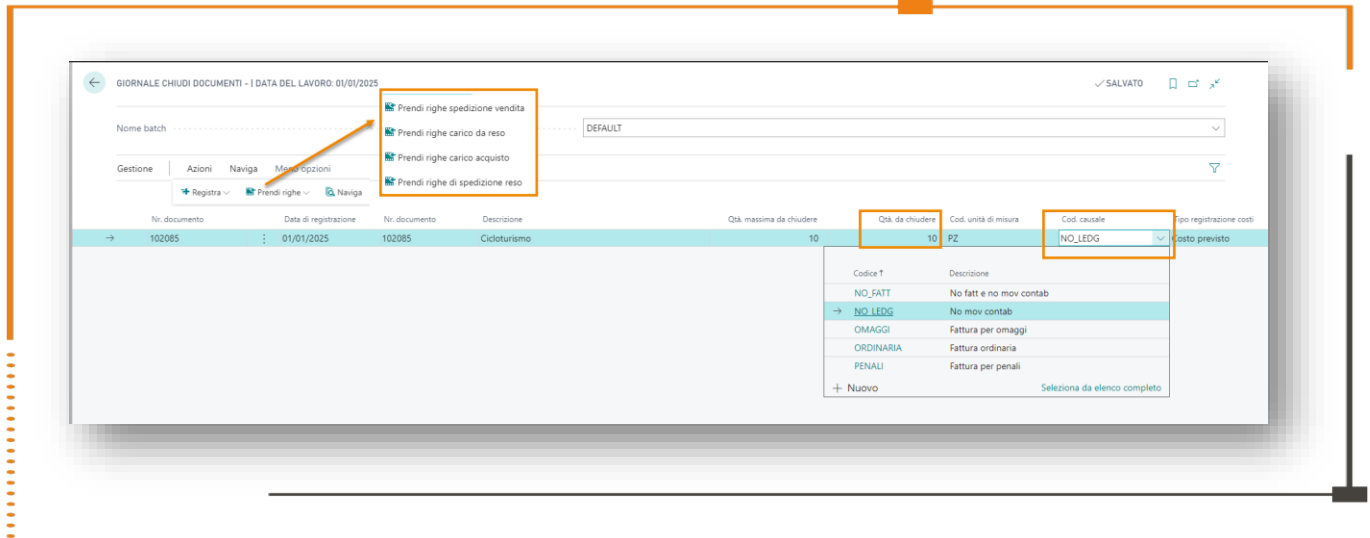 GIORNALE CHIUDI DOCUMENTI - | DATA DEL LAVORO: 01/01/2025
SALVATO
Prendi righe spedizione vendita
Prendi righe carico da reso
Prendi righe carico acquisto
Prendi righe di spedizione reso
Nome batch
DEFAULT
Gestione | Azioni Naviga Menu opzioni
Registra Prendi righe Naviga
Nr. documento Data di registrazione Nr. documento Descrizione Qtà. massima da chiudere Qtà. da chiudere Cod. unità di misura Cod. causale Tipo registrazione costi
102085 01/01/2025 102085 Cicloturismo 10 10 PZ NO_LEDG Costo previsto
Codice ↑ Descrizione
NO_FATT No fatt e no mov contab
NO_LEDG No mov contab
OMAGGI Fattura per omaggi
ORDINARIA Fattura ordinaria
PENALI Fattura per penali
+ Nuovo Seleziona da elenco completo